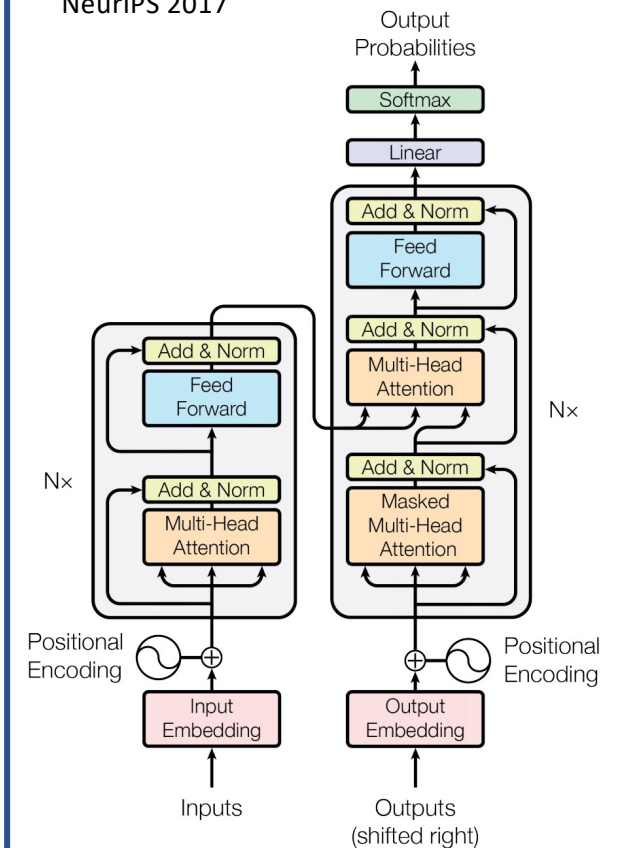 NeurIPS 2017
Output
Probabilities
Softmax
Linear
Add & Norm
Feed
Forward
Add & Norm
Multi-Head
Attention
Nx
Add & Norm
Masked
Multi-Head
Attention
Add & Norm
Feed
Forward
Nx
Add & Norm
Multi-Head
Attention
Positional
Encoding
Positional
Encoding
Input
Embedding
Output
Embedding
Inputs
Outputs
(shifted right)